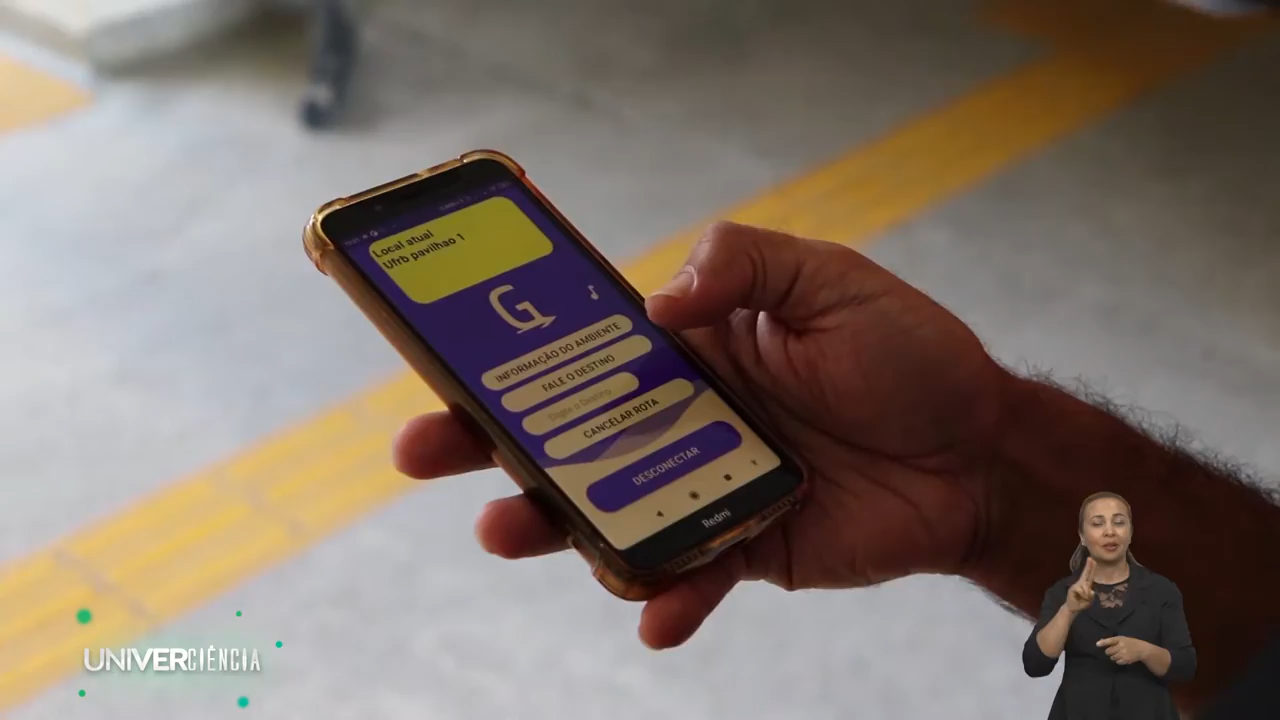 Local atual
Ufrb pavilhao 1
G
INFORMAÇÃO DO AMBIENTE
FALE O DESTINO
Digite o Destino
CANCELAR ROTA
DESCONECTAR
Redmi
UNIVERCIÊNCIA